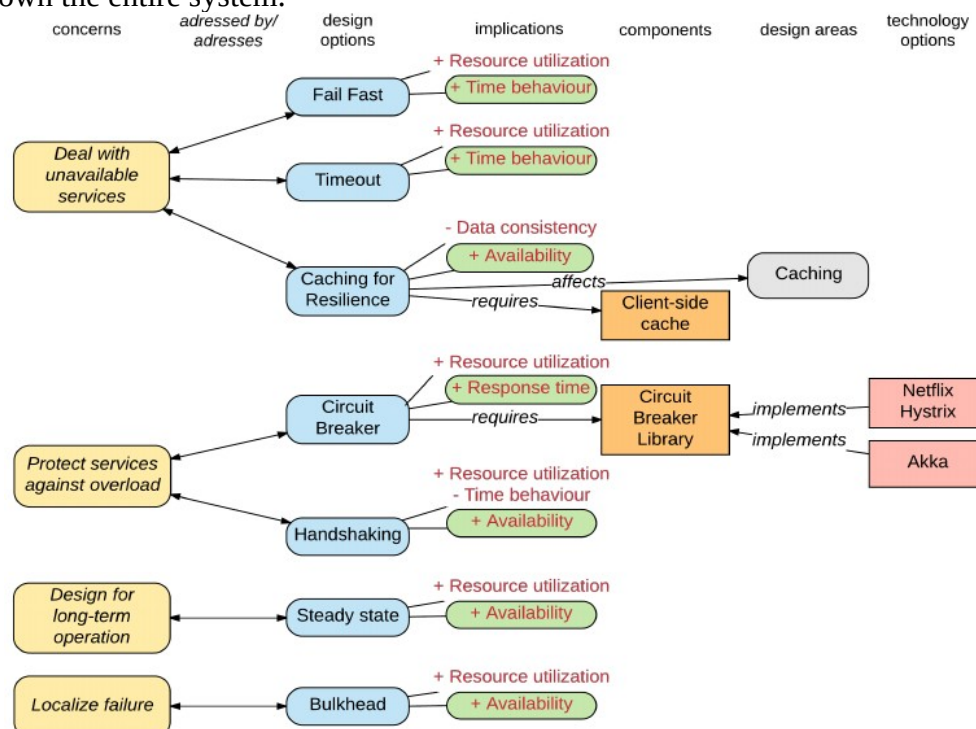 own the entire system.
concerns
adressed by/
adresses
design
options
implications
components
design areas
technology
options
+ Resource utilization
Fail Fast
+ Time behaviour
+ Resource utilization
Deal with
unavailable
services
Timeout
+ Time behaviour
- Data consistency
+ Availability
Caching for
Resilience
affects
Caching
requires
Client-side
cache
+ Resource utilization
+ Response time
Circuit
Breaker
requires
Circuit
Breaker
Library
implements
Netflix
Hystrix
implements
Akka
Protect services
against overload
+ Resource utilization
- Time behaviour
+ Availability
Handshaking
Design for
long-term
operation
+ Resource utilization
Steady state
+ Availability
+ Resource utilization
Localize failure
Bulkhead
+ Availability